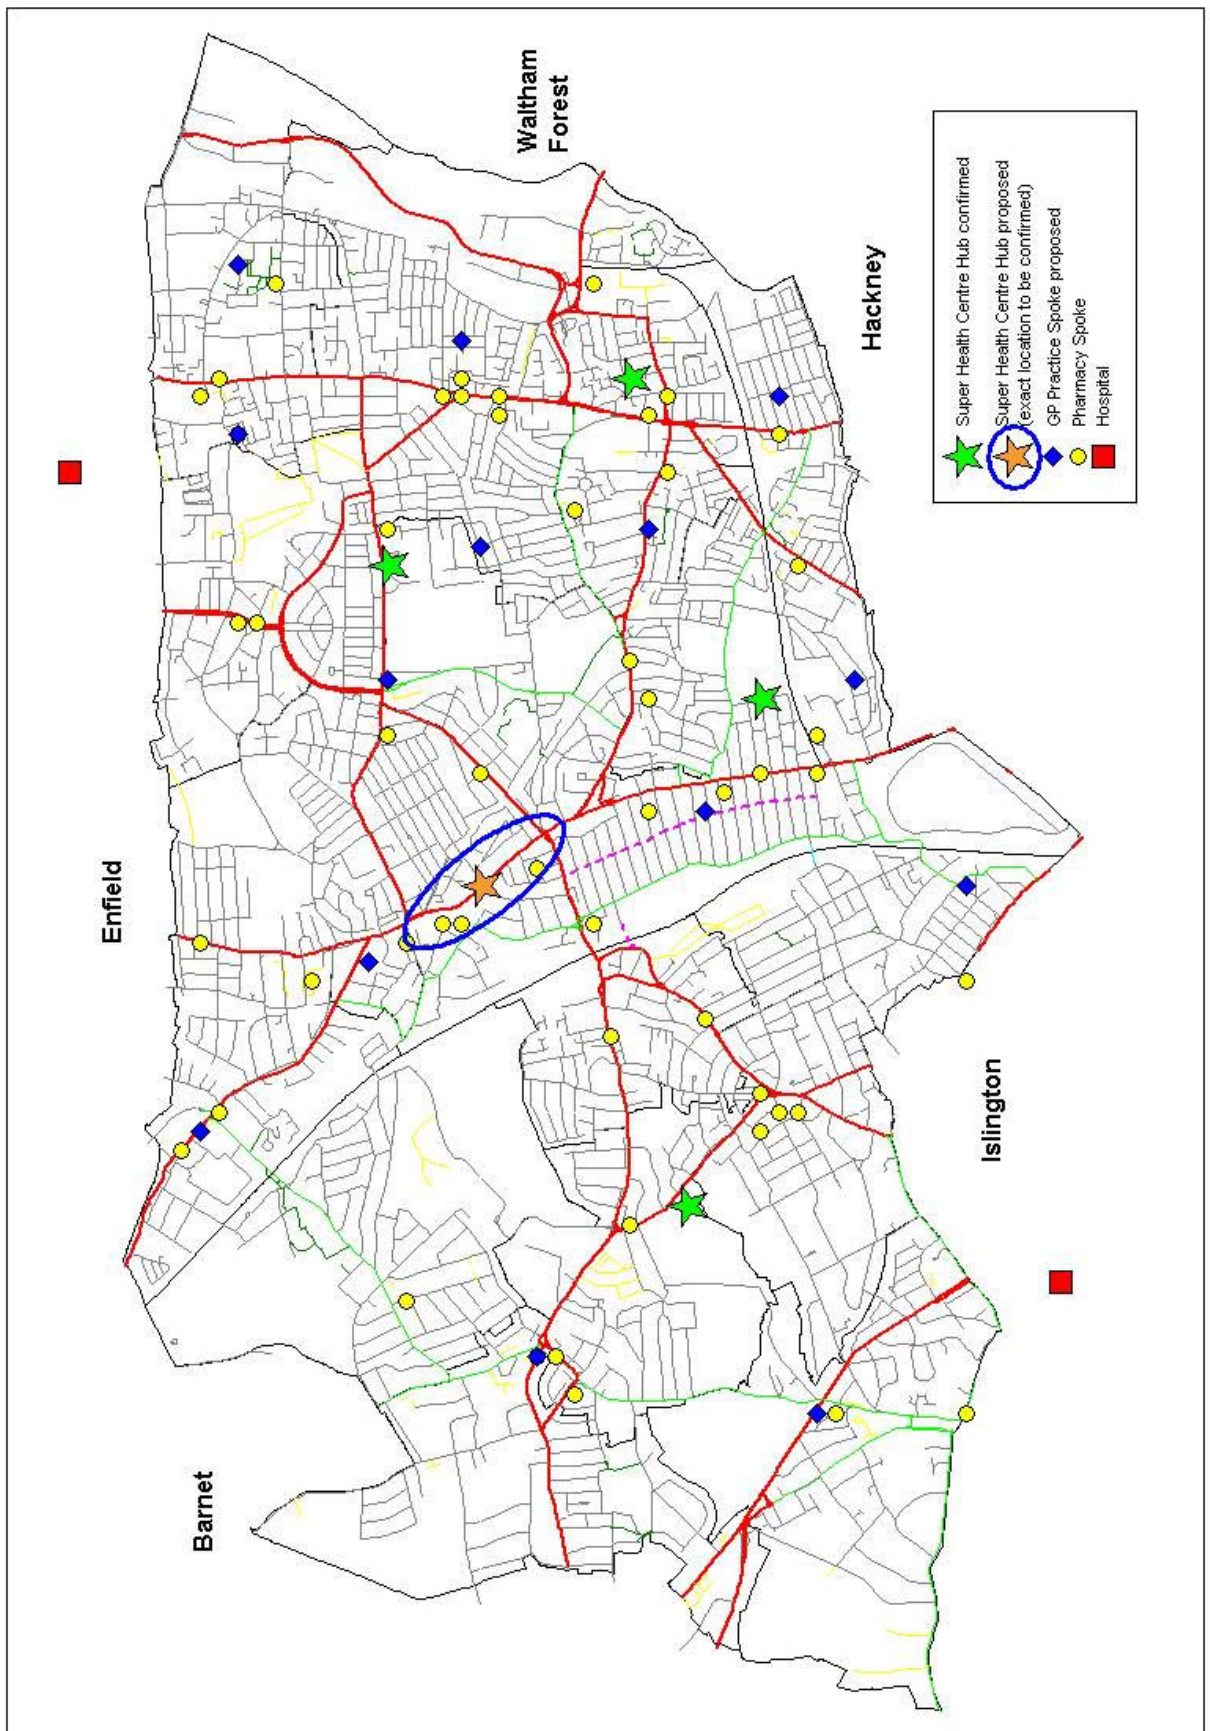 Barnet
Enfield
Waltham
Forest
Hackney
Islington
Super Health Centre Hub confirmed
Super Health Centre Hub proposed
(exact location to be confirmed)
GP Practice Spoke proposed
Pharmacy Spoke
Hospital